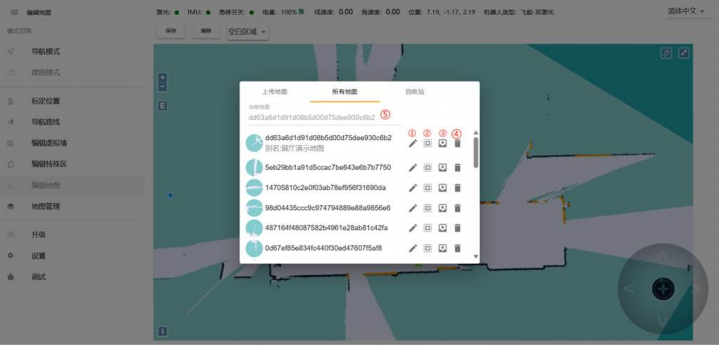 编辑地图 激光: IMU: 急停开关: 电量: 100% 线速度: 0.00 角速度: 0.00 位置: 7.19, -1.17, 2.19 机器人类型: 飞船-双激光 简体中文
模式切换
保存 清除 空白区域
导航模式
建图模式
标定位置
导航路线
编辑虚拟墙
编辑特殊区
编辑地图
地图管理
升级
设置
调试
E
上传地图 所有地图 回收站
当前地图
dd63a6d1d91d08b5d00d75dee930c6b2 ⑤
① ② ③ ④
dd63a6d1d91d08b5d00d75dee930c6b2
别名:展厅演示地图
5eb29bb1a91d5ccac7be643e6b7b7750
14705810c2e0f03ab78ef956f31690da
98d04435ccc9c974794889e88a9856e6
487164f48087582b4961e28ab81c42fa
0d67ef85e834fc440f30ed47607f5af8